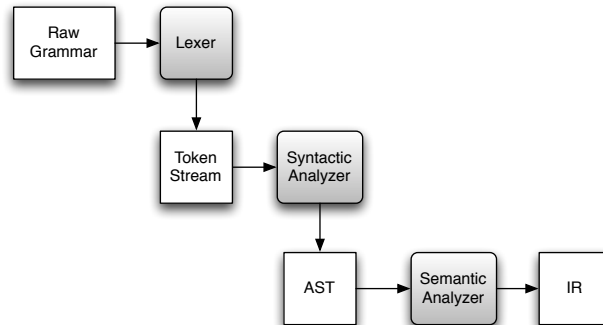 Raw
Grammar
Lexer
Token
Stream
Syntactic
Analyzer
AST
Semantic
Analyzer
IR